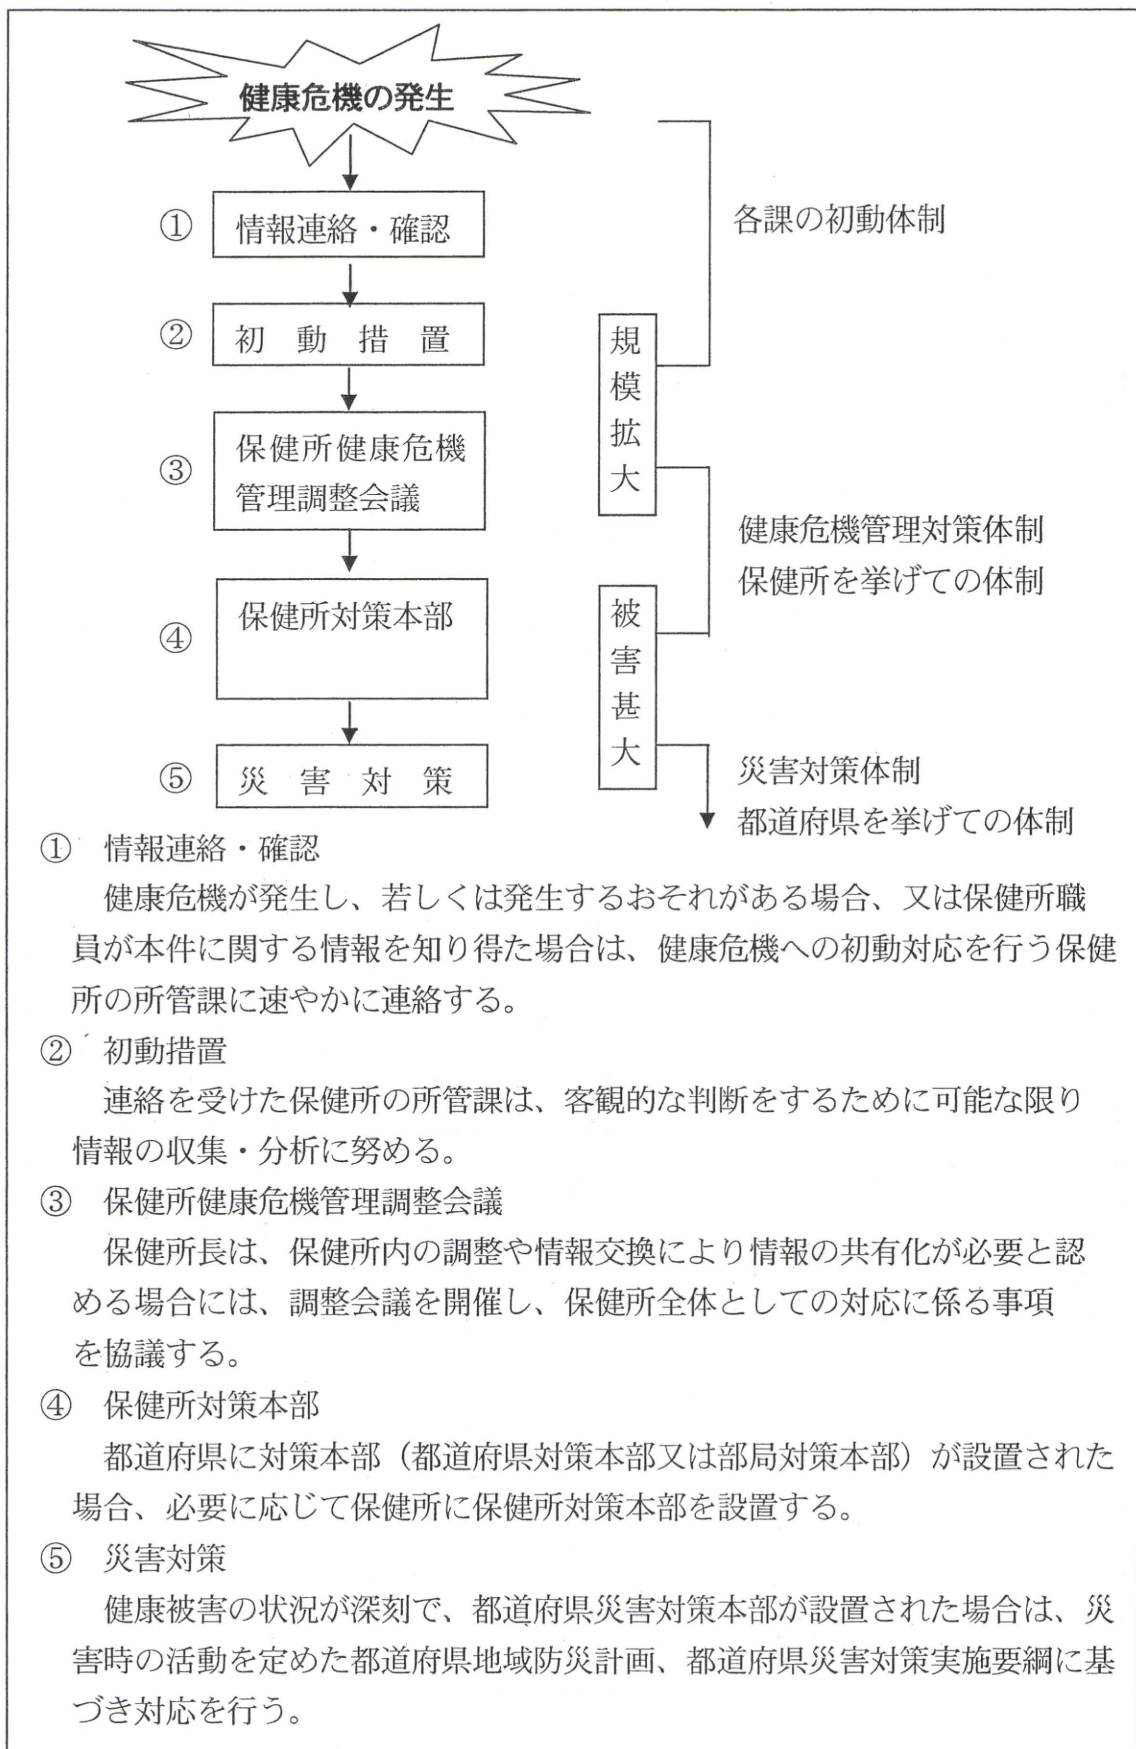 健康危機の発生
① 情報連絡・確認
各課の初動体制
② 初動措置
規模拡大
③ 保健所健康危機
管理調整会議
健康危機管理対策体制
保健所を挙げての体制
④ 保健所対策本部
被害甚大
⑤ 災害対策
災害対策体制
都道府県を挙げての体制
① 情報連絡・確認
健康危機が発生し、若しくは発生するおそれがある場合、又は保健所職
員が本件に関する情報を知り得た場合は、健康危機への初動対応を行う保健
所の所管課に速やかに連絡する。
② 初動措置
連絡を受けた保健所の所管課は、客観的な判断をするために可能な限り
情報の収集・分析に努める。
③ 保健所健康危機管理調整会議
保健所長は、保健所内の調整や情報交換により情報の共有化が必要と認
める場合には、調整会議を開催し、保健所全体としての対応に係る事項
を協議する。
④ 保健所対策本部
都道府県に対策本部（都道府県対策本部又は部局対策本部）が設置された
場合、必要に応じて保健所に保健所対策本部を設置する。
⑤ 災害対策
健康被害の状況が深刻で、都道府県災害対策本部が設置された場合は、災
害時の活動を定めた都道府県地域防災計画、都道府県災害対策実施要綱に基
づき対応を行う。